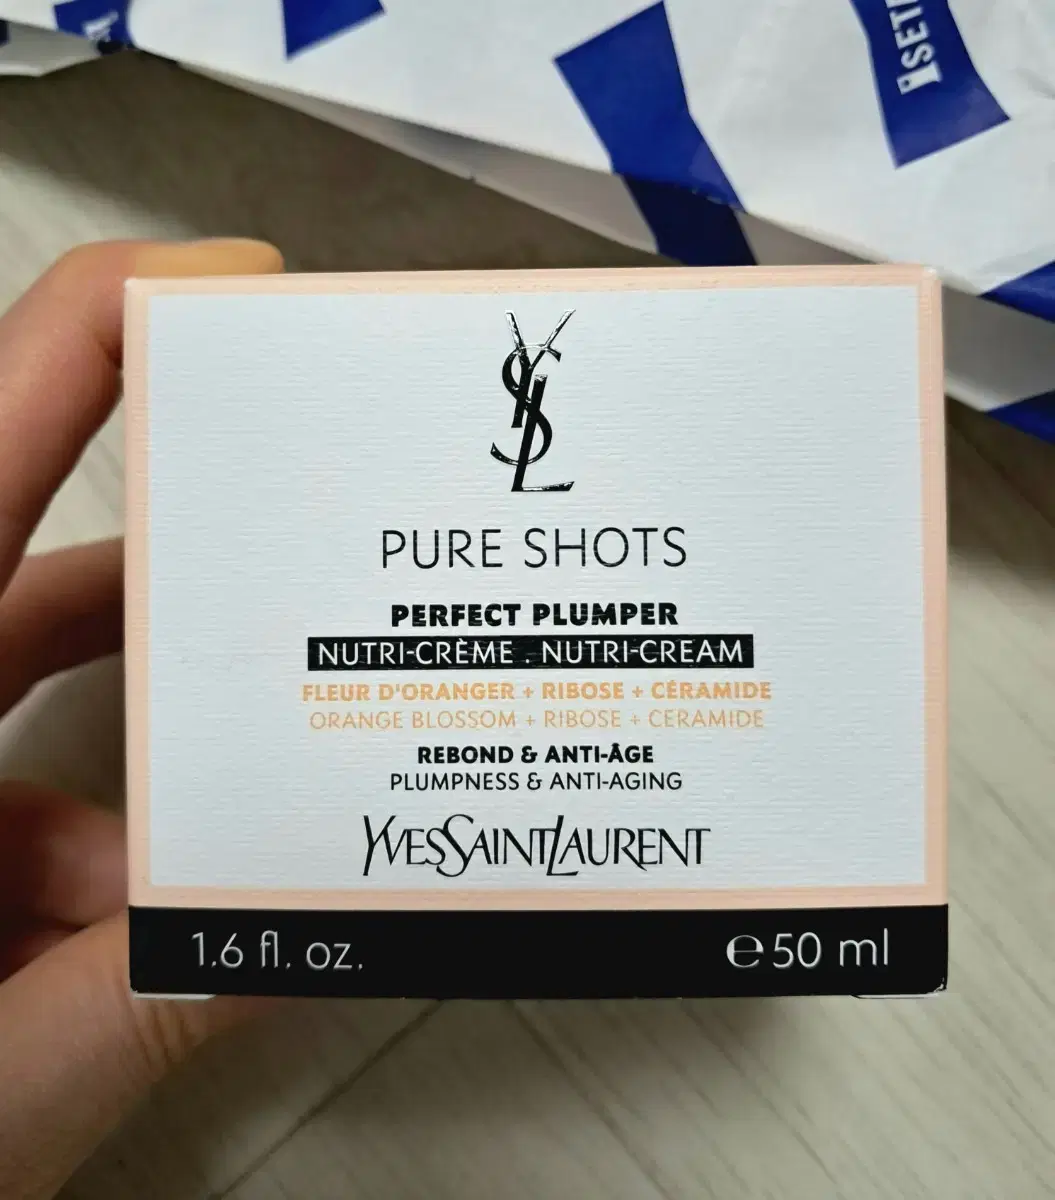 YSL
PURE SHOTS
PERFECT PLUMPER
NUTRI-CRÈME . NUTRI-CREAM
FLEUR D'ORANGER + RIBOSE + CÉRAMIDE
ORANGE BLOSSOM + RIBOSE + CERAMIDE
REBOND & ANTI-ÂGE
PLUMPNESS & ANTI-AGING
YVESSAINTLAURENT
1.6 fl. oz.
℮50 ml